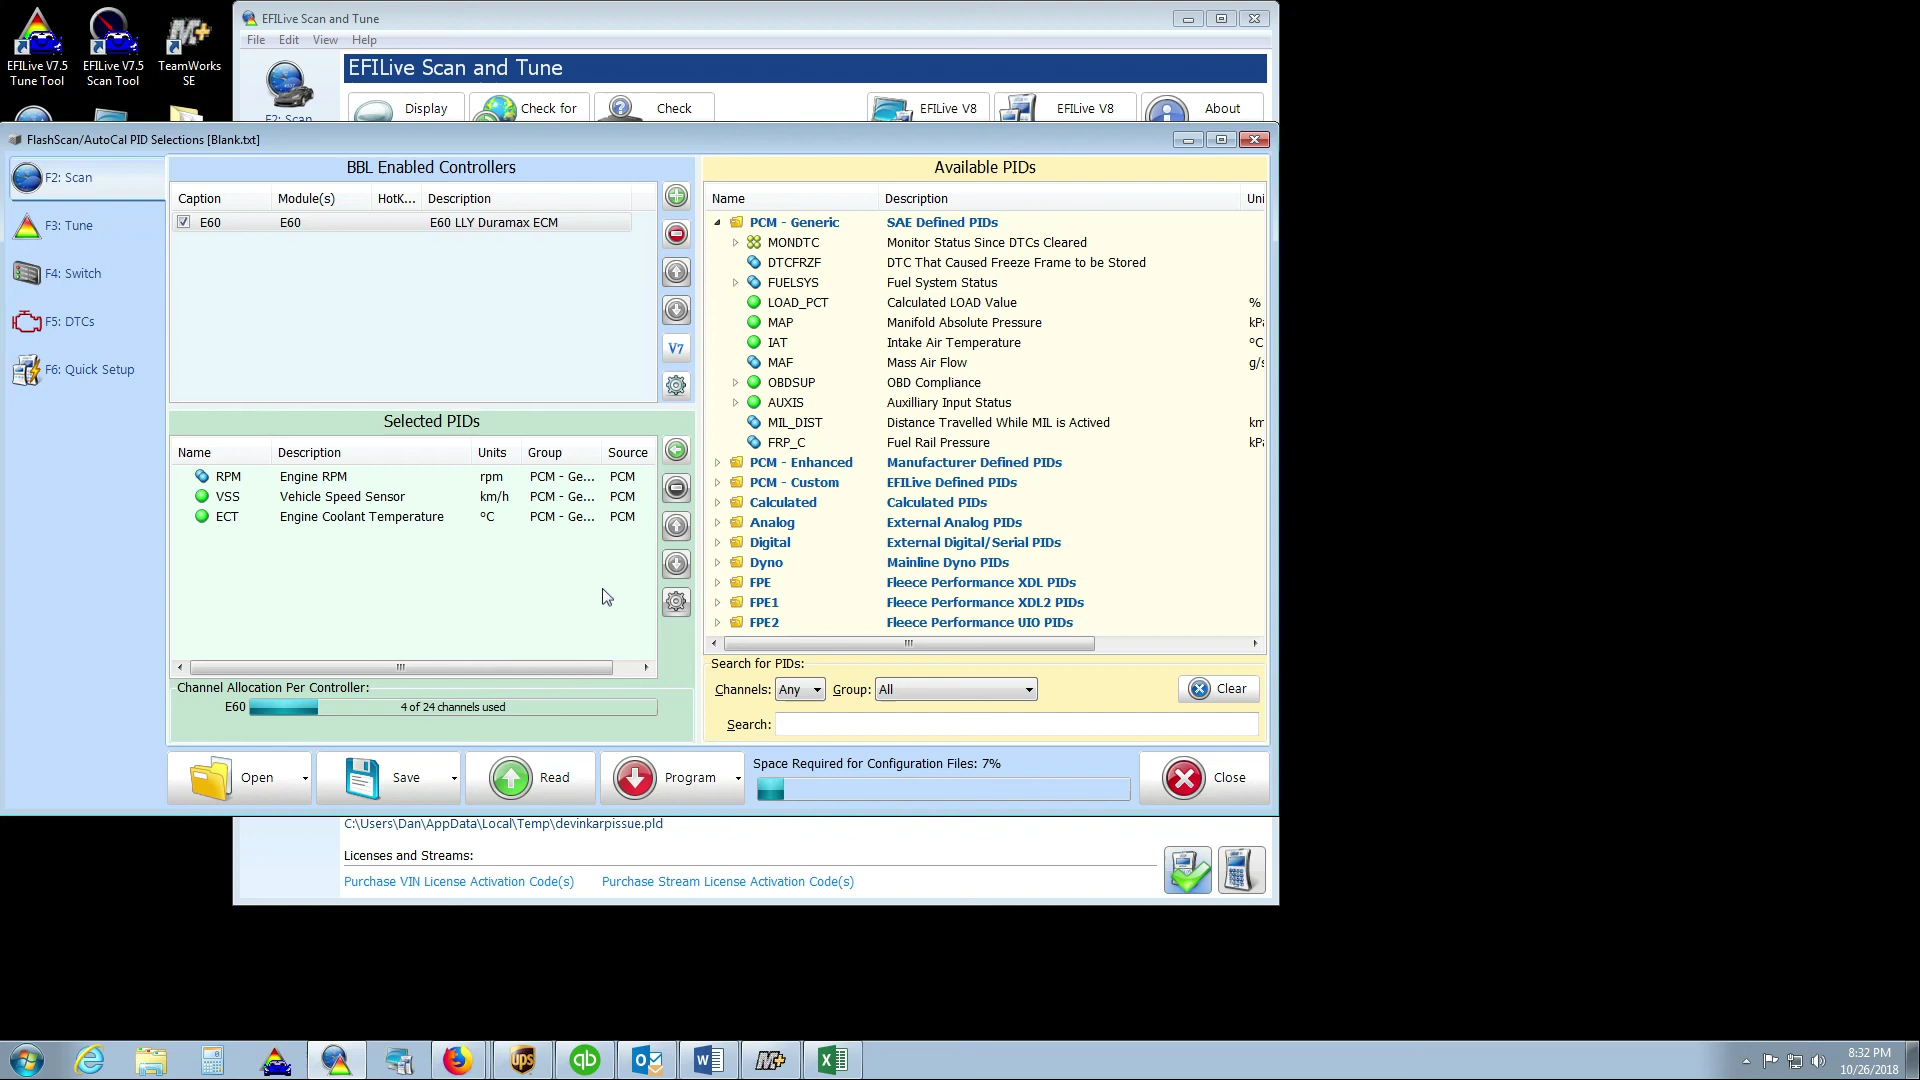 EFILive V7.5
Tune Tool
EFILive V7.5
Scan Tool
TeamWorks
SE
EFILive Scan and Tune
File Edit View Help
EFILive Scan and Tune
Display
Check for
Check
EFILive V8
EFILive V8
About
F2: Scan
FlashScan/AutoCal PID Selections [Blank.txt]
F2: Scan
F3: Tune
F4: Switch
F5: DTCs
F6: Quick Setup
BBL Enabled Controllers
Caption Module(s) HotK... Description
E60 E60 E60 LLY Duramax ECM
V7
Selected PIDs
Name Description Units Group Source
RPM Engine RPM rpm PCM - Ge... PCM
VSS Vehicle Speed Sensor km/h PCM - Ge... PCM
ECT Engine Coolant Temperature ºC PCM - Ge... PCM
Channel Allocation Per Controller:
E60 4 of 24 channels used
Available PIDs
Name Description Uni
PCM - Generic SAE Defined PIDs
MONDTC Monitor Status Since DTCs Cleared
DTCFRZF DTC That Caused Freeze Frame to be Stored
FUELSYS Fuel System Status
LOAD_PCT Calculated LOAD Value %
MAP Manifold Absolute Pressure kPa
IAT Intake Air Temperature ºC
MAF Mass Air Flow g/s
OBDSUP OBD Compliance
AUXIS Auxilliary Input Status
MIL_DIST Distance Travelled While MIL is Actived km
FRP_C Fuel Rail Pressure kPa
PCM - Enhanced Manufacturer Defined PIDs
PCM - Custom EFILive Defined PIDs
Calculated Calculated PIDs
Analog External Analog PIDs
Digital External Digital/Serial PIDs
Dyno Mainline Dyno PIDs
FPE Fleece Performance XDL PIDs
FPE1 Fleece Performance XDL2 PIDs
FPE2 Fleece Performance UIO PIDs
Search for PIDs:
Channels: Any Group: All Clear
Search:
Open Save Read Program
Space Required for Configuration Files: 7%
Close
C:\Users\Dan\AppData\Local\Temp\devinkarpissue.pld
Licenses and Streams:
Purchase VIN License Activation Code(s) Purchase Stream License Activation Code(s)
ups
qb
8:32 PM
10/26/2018